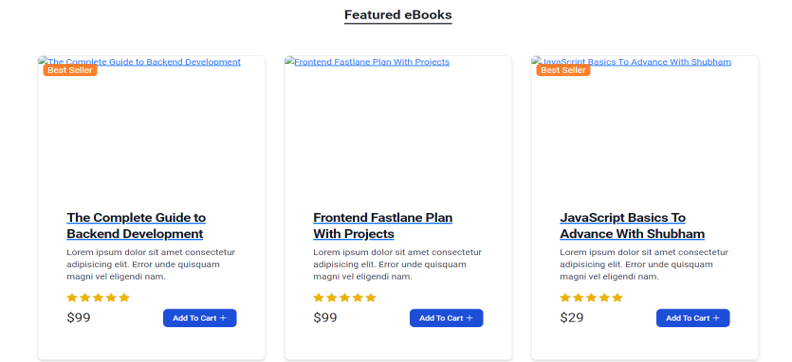 Featured eBooks
The Complete Guide to Backend Development
Best Seller
The Complete Guide to
Backend Development
Lorem ipsum dolor sit amet consectetur
adipisicing elit. Error unde quisquam
magni vel eligendi nam.
$99
Add To Cart +
Frontend Fastlane Plan With Projects
Frontend Fastlane Plan
With Projects
Lorem ipsum dolor sit amet consectetur
adipisicing elit. Error unde quisquam
magni vel eligendi nam.
$99
Add To Cart +
JavaScript Basics To Advance With Shubham
Best Seller
JavaScript Basics To
Advance With Shubham
Lorem ipsum dolor sit amet consectetur
adipisicing elit. Error unde quisquam
magni vel eligendi nam.
$29
Add To Cart +